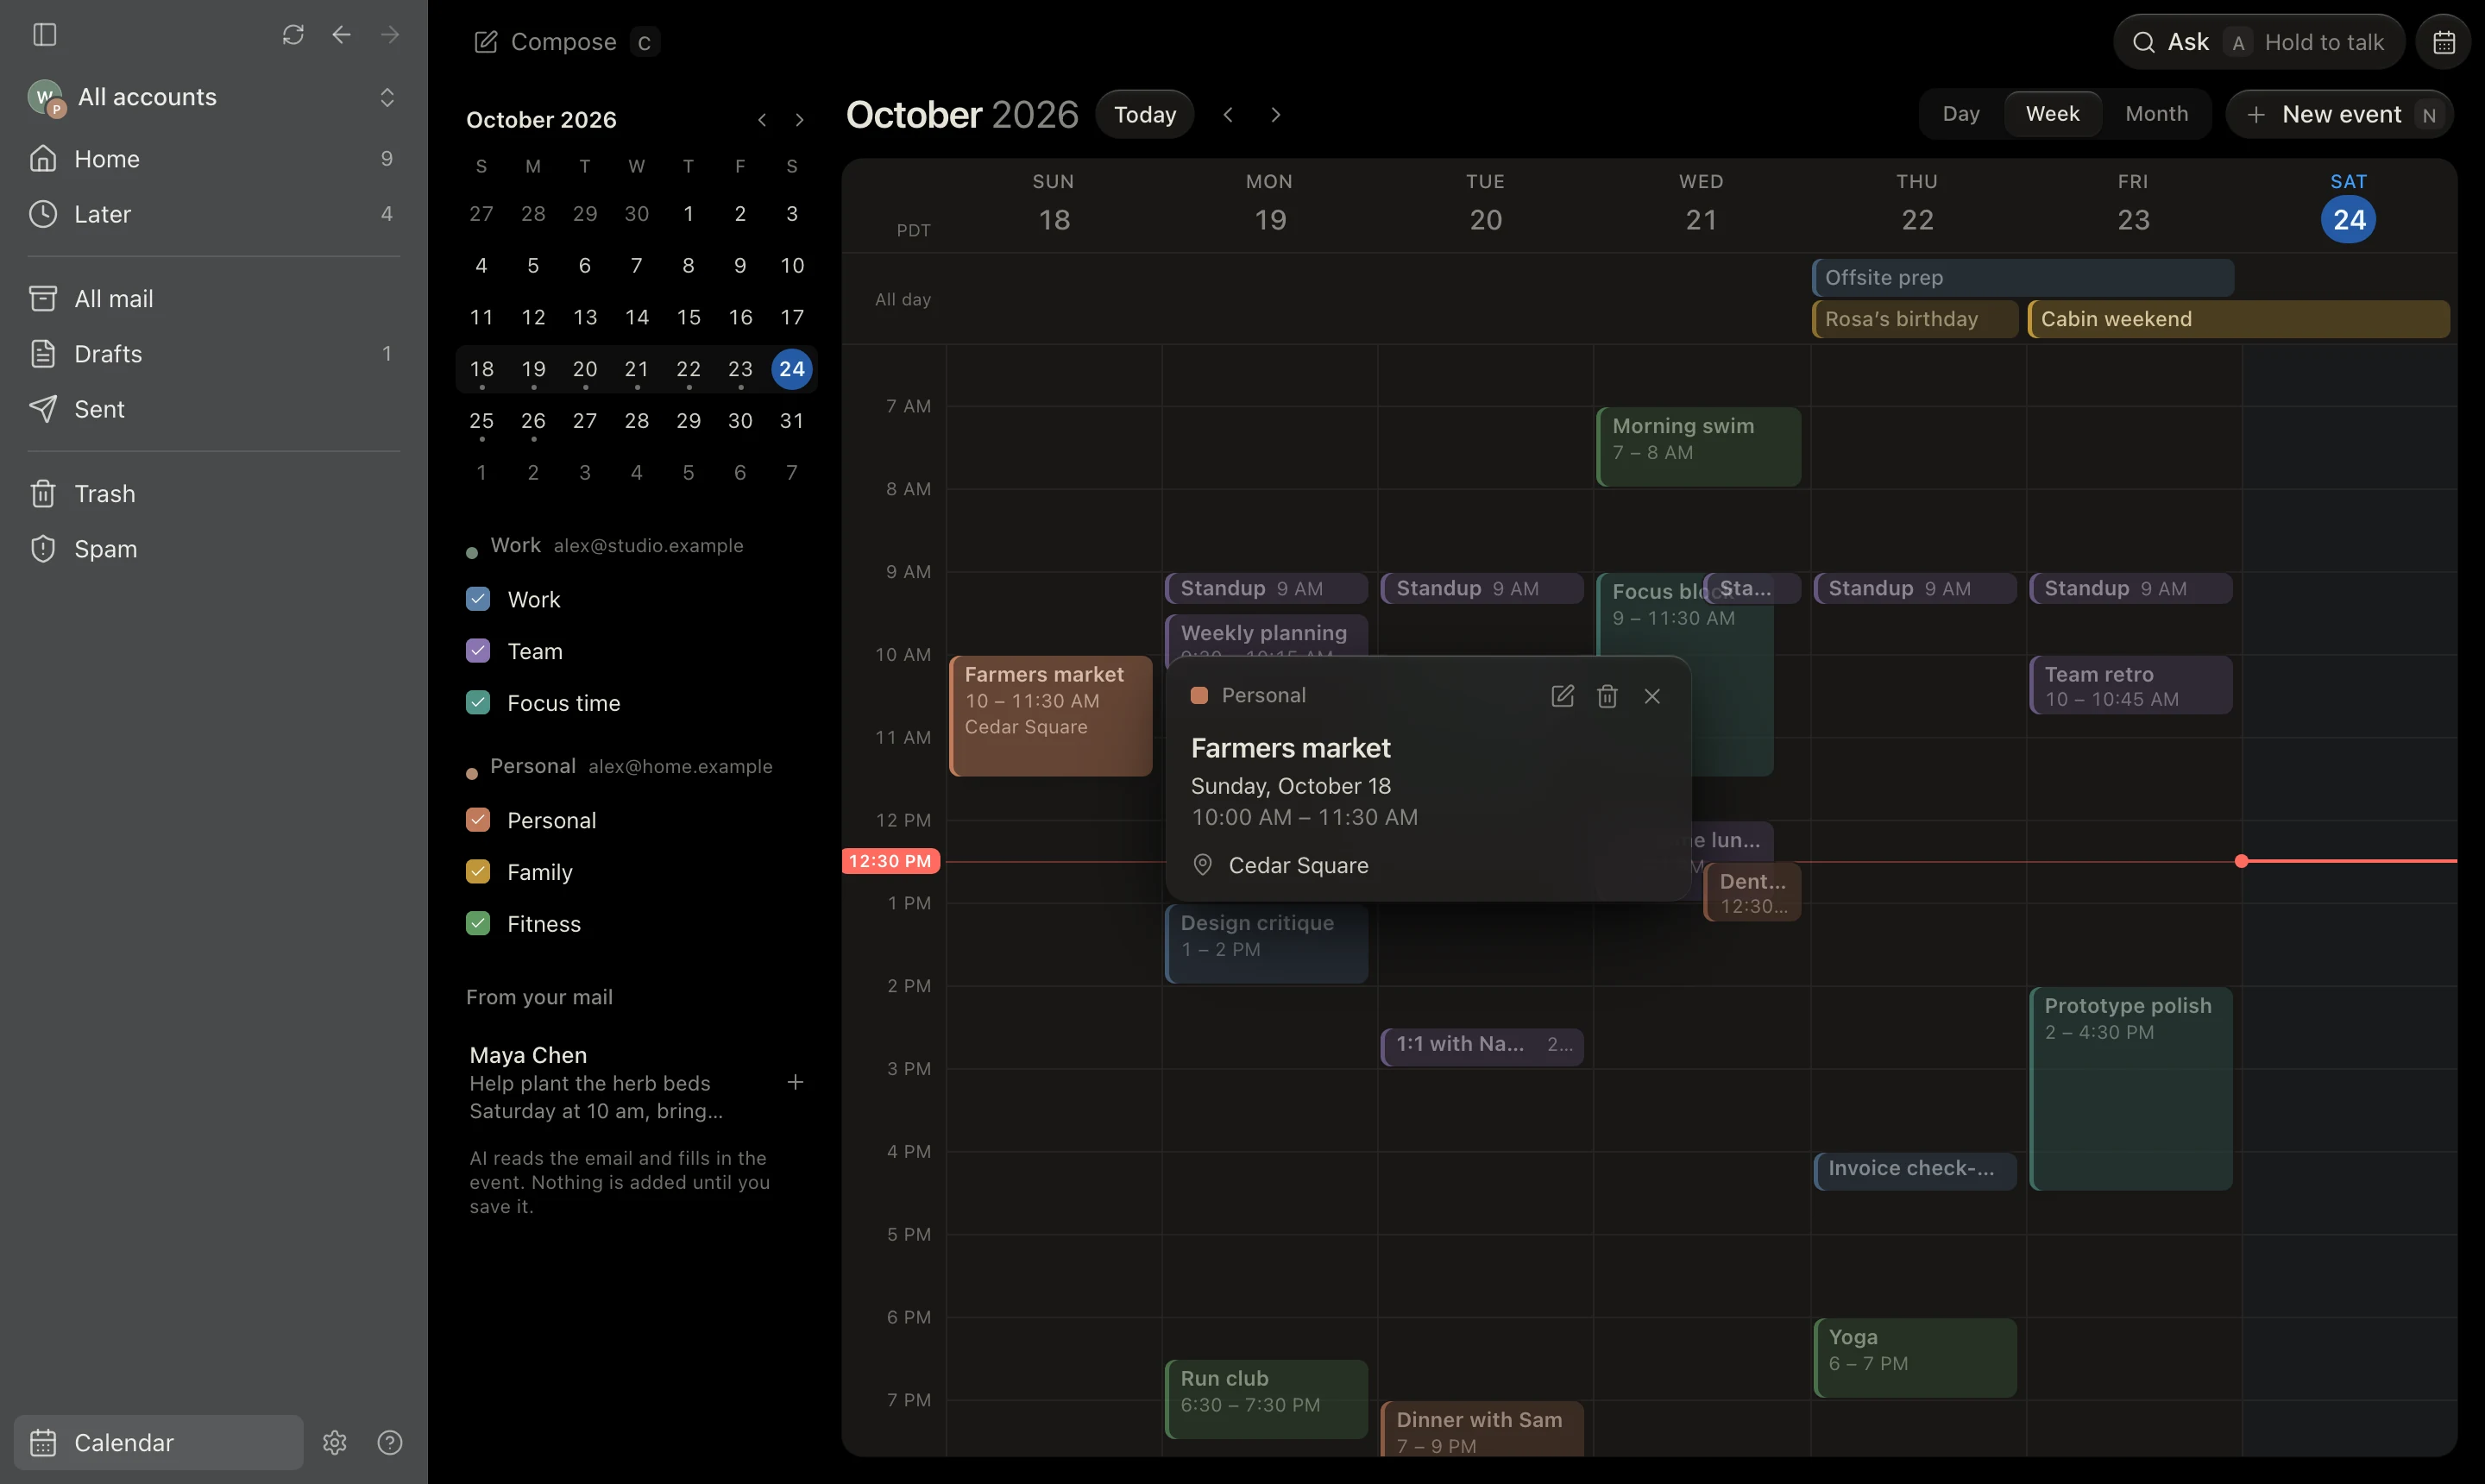 All accounts
W
P
Home 9
Later 4
All mail
Drafts 1
Sent
Trash
Spam
Calendar
Compose C
Ask A Hold to talk
October 2026
S M T W T F S
27 28 29 30 1 2 3
4 5 6 7 8 9 10
11 12 13 14 15 16 17
18 19 20 21 22 23 24
25 26 27 28 29 30 31
1 2 3 4 5 6 7
Work alex@studio.example
Work
Team
Focus time
Personal alex@home.example
Personal
Family
Fitness
From your mail
Maya Chen
Help plant the herb beds
Saturday at 10 am, bring...
AI reads the email and fills in the
event. Nothing is added until you
save it.
October 2026 Today
Day Week Month
New event N
PDT
SUN 18
MON 19
TUE 20
WED 21
THU 22
FRI 23
SAT 24
All day
Offsite prep
Rosa's birthday
Cabin weekend
7 AM
8 AM
9 AM
10 AM
11 AM
12 PM
12:30 PM
1 PM
2 PM
3 PM
4 PM
5 PM
6 PM
7 PM
Farmers market
10 – 11:30 AM
Cedar Square
Standup 9 AM
Weekly planning
Design critique
1 – 2 PM
Run club
6:30 – 7:30 PM
Standup 9 AM
1:1 with Na... 2...
Dinner with Sam
7 – 9 PM
Morning swim
7 – 8 AM
Focus block
9 – 11:30 AM
Sta...
lun...
Dent...
12:30...
Standup 9 AM
Invoice check-...
Yoga
6 – 7 PM
Standup 9 AM
Team retro
10 – 10:45 AM
Prototype polish
2 – 4:30 PM
Personal
Farmers market
Sunday, October 18
10:00 AM – 11:30 AM
Cedar Square